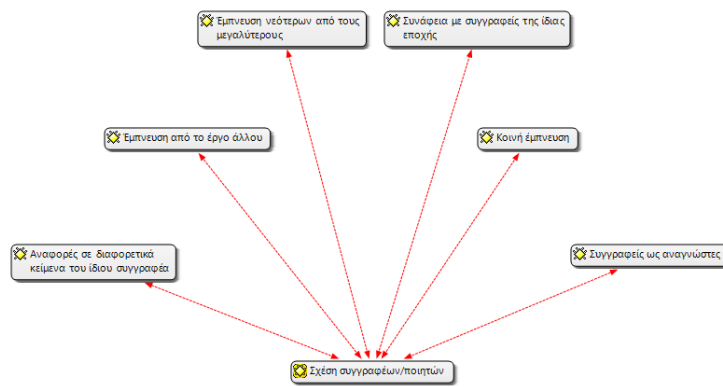 Έμπνευση νεότερων από τους
μεγαλύτερους
Συνάφεια με συγγραφείς της ίδιας
εποχής
Έμπνευση από το έργο άλλου
Κοινή έμπνευση
Αναφορές σε διαφορετικά
κείμενα του ίδιου συγγραφέα
Συγγραφείς ως αναγνώστες
Σχέση συγγραφέων/ποιητών